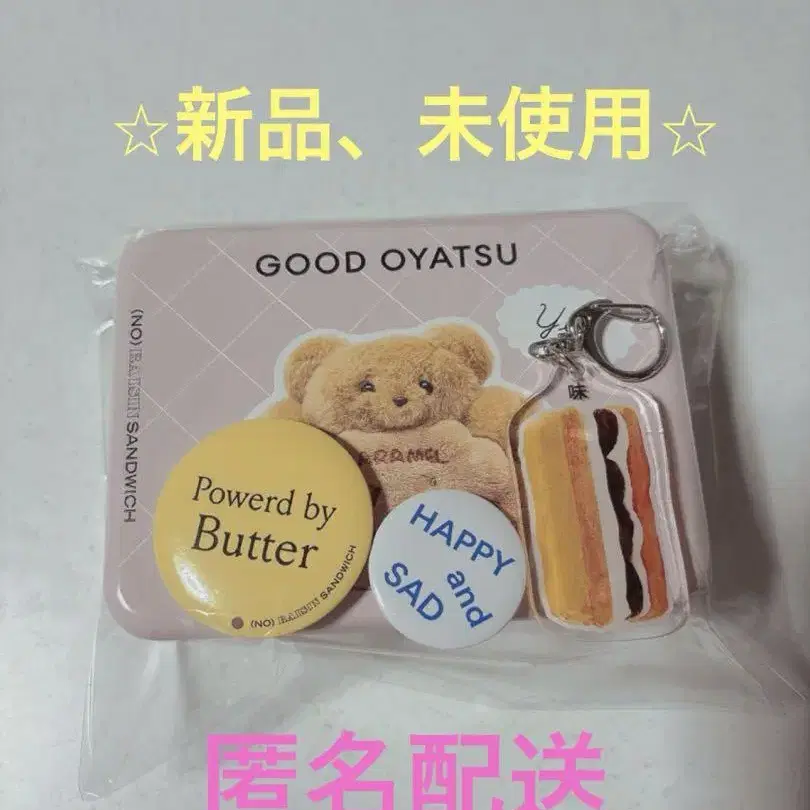 ☆新品、未使用☆
GOOD OYATSU
(NO) RAISIN SANDWICH
味
ARAMEL
Powerd by
Butter
(NO) RAISIN SANDWICH
HAPPY
and
SAD
匿名配送